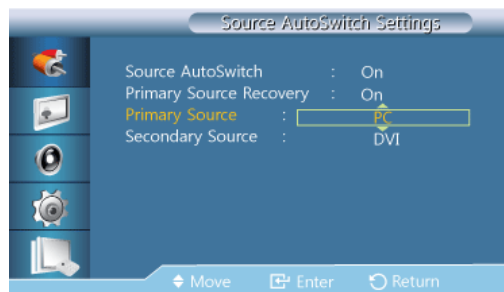 Source AutoSwitch Settings
Source AutoSwitch : On
Primary Source Recovery : On
Primary Source : PC
Secondary Source : DVI
Move Enter Return